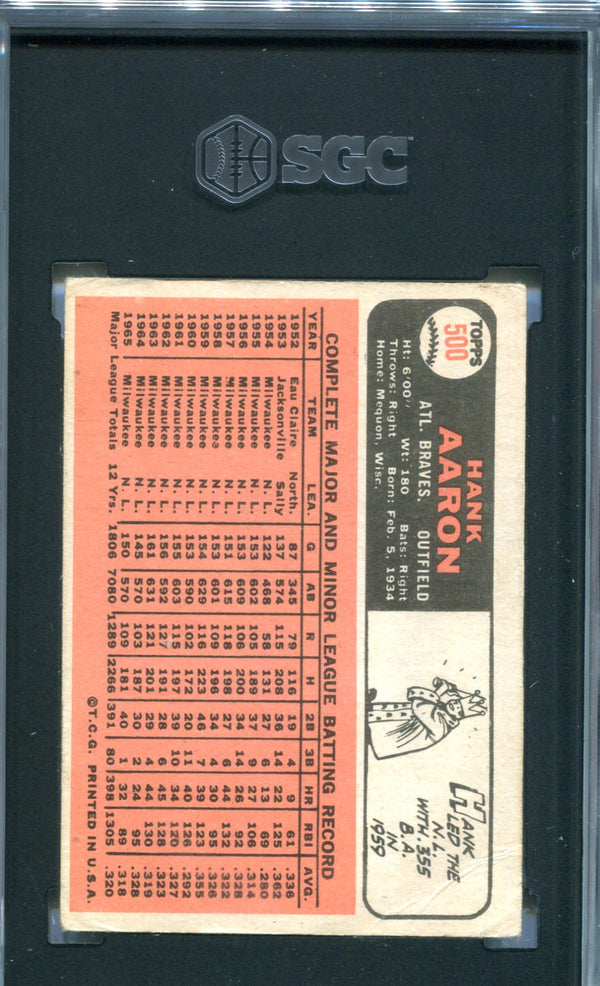 SGC
TOPPS
500
HANK
AARON
ATL. BRAVES. OUTFIELD
Ht: 6'00" Wt: 180 Bats: Right
Throws: Right Born: Feb. 5, 1934
Home: Mequon, Wisc.
HANK
LED THE
N.L.
WITH .355
B.A.
IN
1959
COMPLETE MAJOR AND MINOR LEAGUE BATTING RECORD
YEAR TEAM LEA. G AB R H 2B 3B HR RBI AVG.
1952 Eau Claire North. 87 345 79 116 19 4 9 61 .336
1953 Jacksonville Sally 137 574 115 208 36 14 22 125 .362
1954 Milwaukee N. L. 122 468 58 131 27 6 13 69 .280
1955 Milwaukee N. L. 153 602 105 189 37 9 27 106 .314
1956 Milwaukee N. L. 153 609 106 200 34 14 26 92 .328
1957 Milwaukee N. L. 151 615 118 198 27 6 44 132 .322
1958 Milwaukee N. L. 153 601 109 196 34 4 30 95 .326
1959 Milwaukee N. L. 154 629 116 223 46 7 39 123 .355
1960 Milwaukee N. L. 153 590 102 172 20 11 40 126 .292
1961 Milwaukee N. L. 155 603 115 197 39 10 34 120 .327
1962 Milwaukee N. L. 156 592 127 191 28 6 45 128 .323
1963 Milwaukee N. L. 161 631 121 201 29 4 44 130 .319
1964 Milwaukee N. L. 145 570 103 187 30 2 24 95 .328
1965 Milwaukee N. L. 150 570 109 181 40 1 32 89 .318
Major League Totals 12 Yrs. 1806 7080 1289 2266 391 80 398 1305 .320
©T.C.G. PRINTED IN U.S.A.